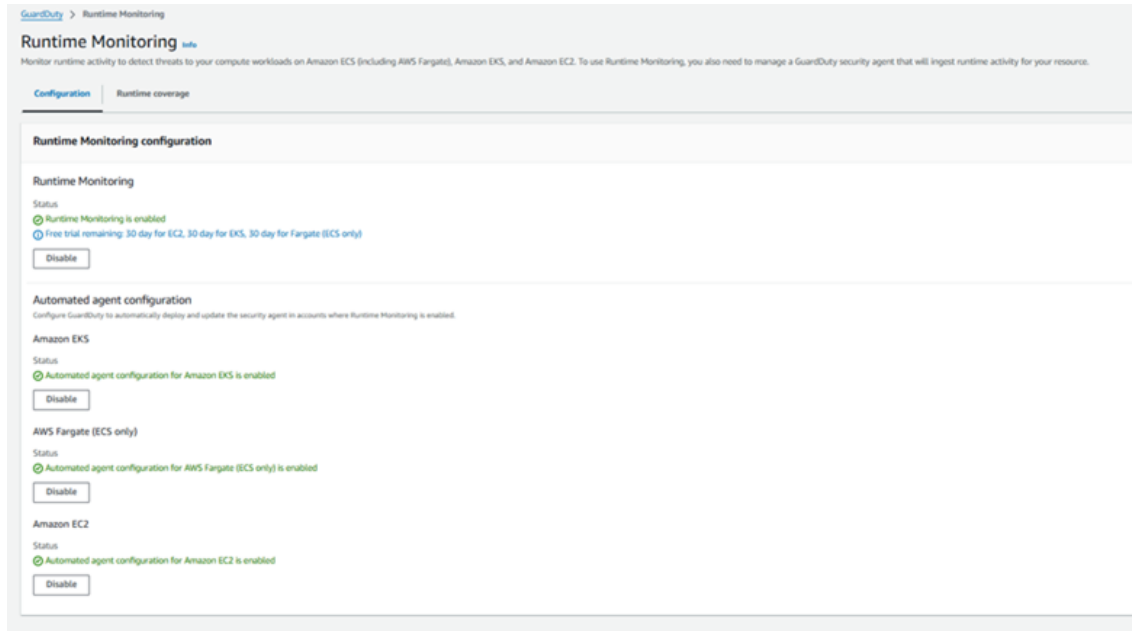 GuardDuty > Runtime Monitoring
Runtime Monitoring Info
Monitor runtime activity to detect threats to your compute workloads on Amazon ECS (including AWS Fargate), Amazon EKS, and Amazon EC2. To use Runtime Monitoring, you also need to manage a GuardDuty security agent that will ingest runtime activity for your resource.
Configuration Runtime coverage
Runtime Monitoring configuration
Runtime Monitoring
Status
Runtime Monitoring is enabled
Free trial remaining: 30 day for EC2, 30 day for EKS, 30 day for Fargate (ECS only)
Disable
Automated agent configuration
Configure GuardDuty to automatically deploy and update the security agent in accounts where Runtime Monitoring is enabled.
Amazon EKS
Status
Automated agent configuration for Amazon EKS is enabled
Disable
AWS Fargate (ECS only)
Status
Automated agent configuration for AWS Fargate (ECS only) is enabled
Disable
Amazon EC2
Status
Automated agent configuration for Amazon EC2 is enabled
Disable